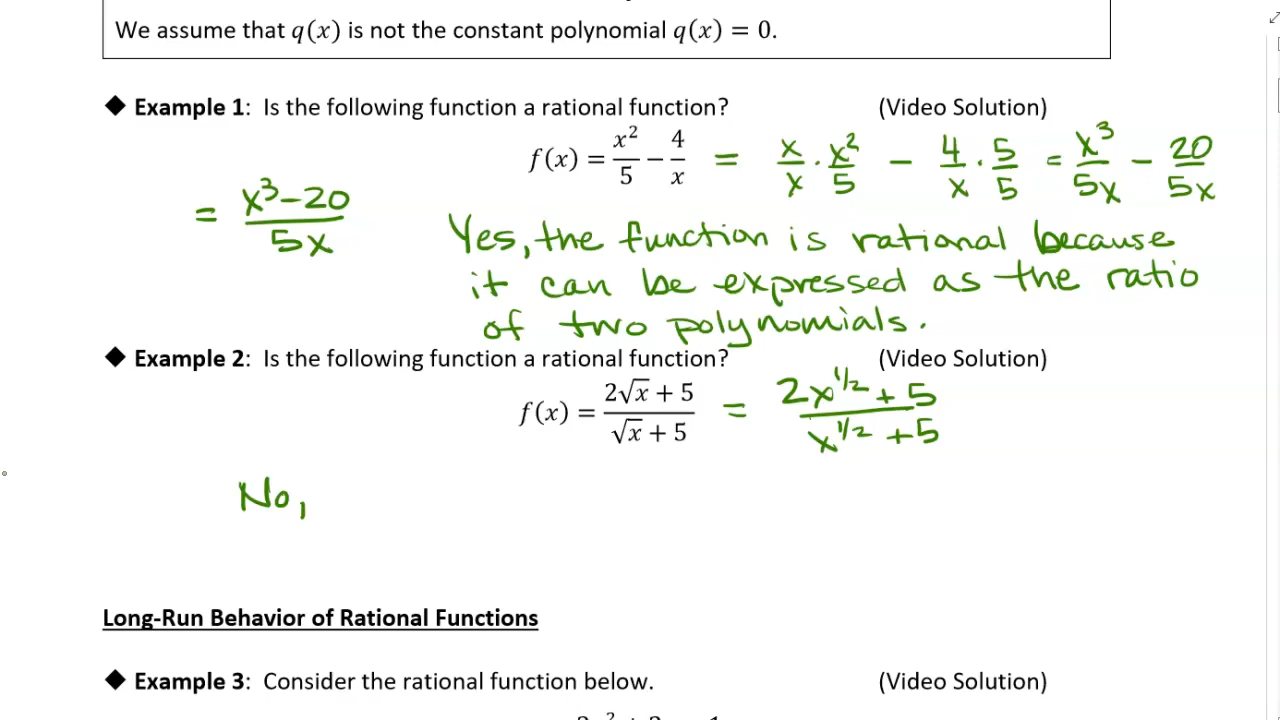 We assume that q(x) is not the constant polynomial q(x) = 0.
◆ Example 1: Is the following function a rational function? (Video Solution)
f(x) = x²/5 − 4/x = x/x · x²/5 − 4/x · 5/5 = x³/5x − 20/5x
= x³−20/5x
Yes, the function is rational because
it can be expressed as the ratio
of two polynomials.
◆ Example 2: Is the following function a rational function? (Video Solution)
f(x) = 2√x + 5/√x + 5 = 2x^1/2 + 5/x^1/2 + 5
No,
Long-Run Behavior of Rational Functions
◆ Example 3: Consider the rational function below. (Video Solution)